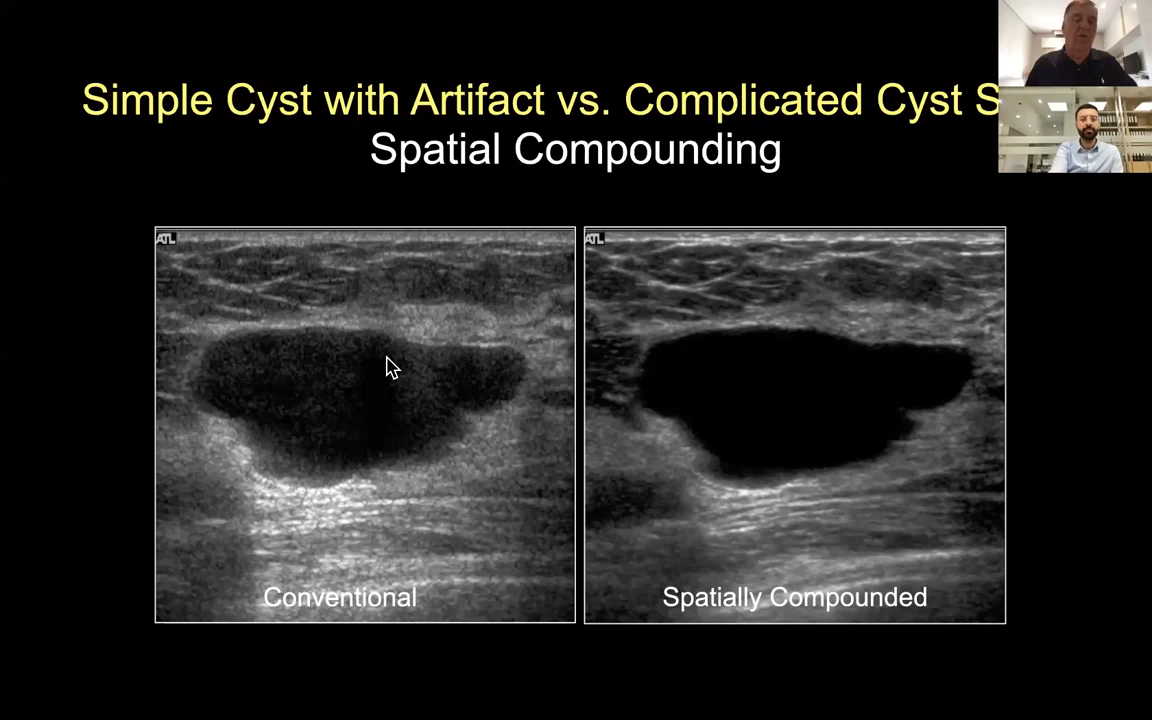 Simple Cyst with Artifact vs. Complicated Cyst S
Spatial Compounding
ATL
ATL
Conventional
Spatially Compounded